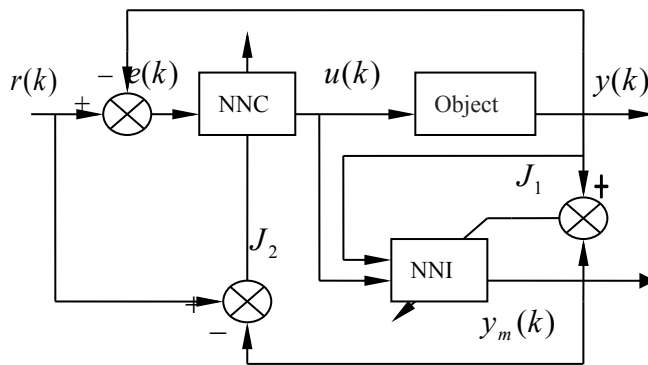 − e(k)
r(k)
+
NNC
u(k)
Object
y(k)
J₁
+
J₂
NNI
+
−
yₘ(k)